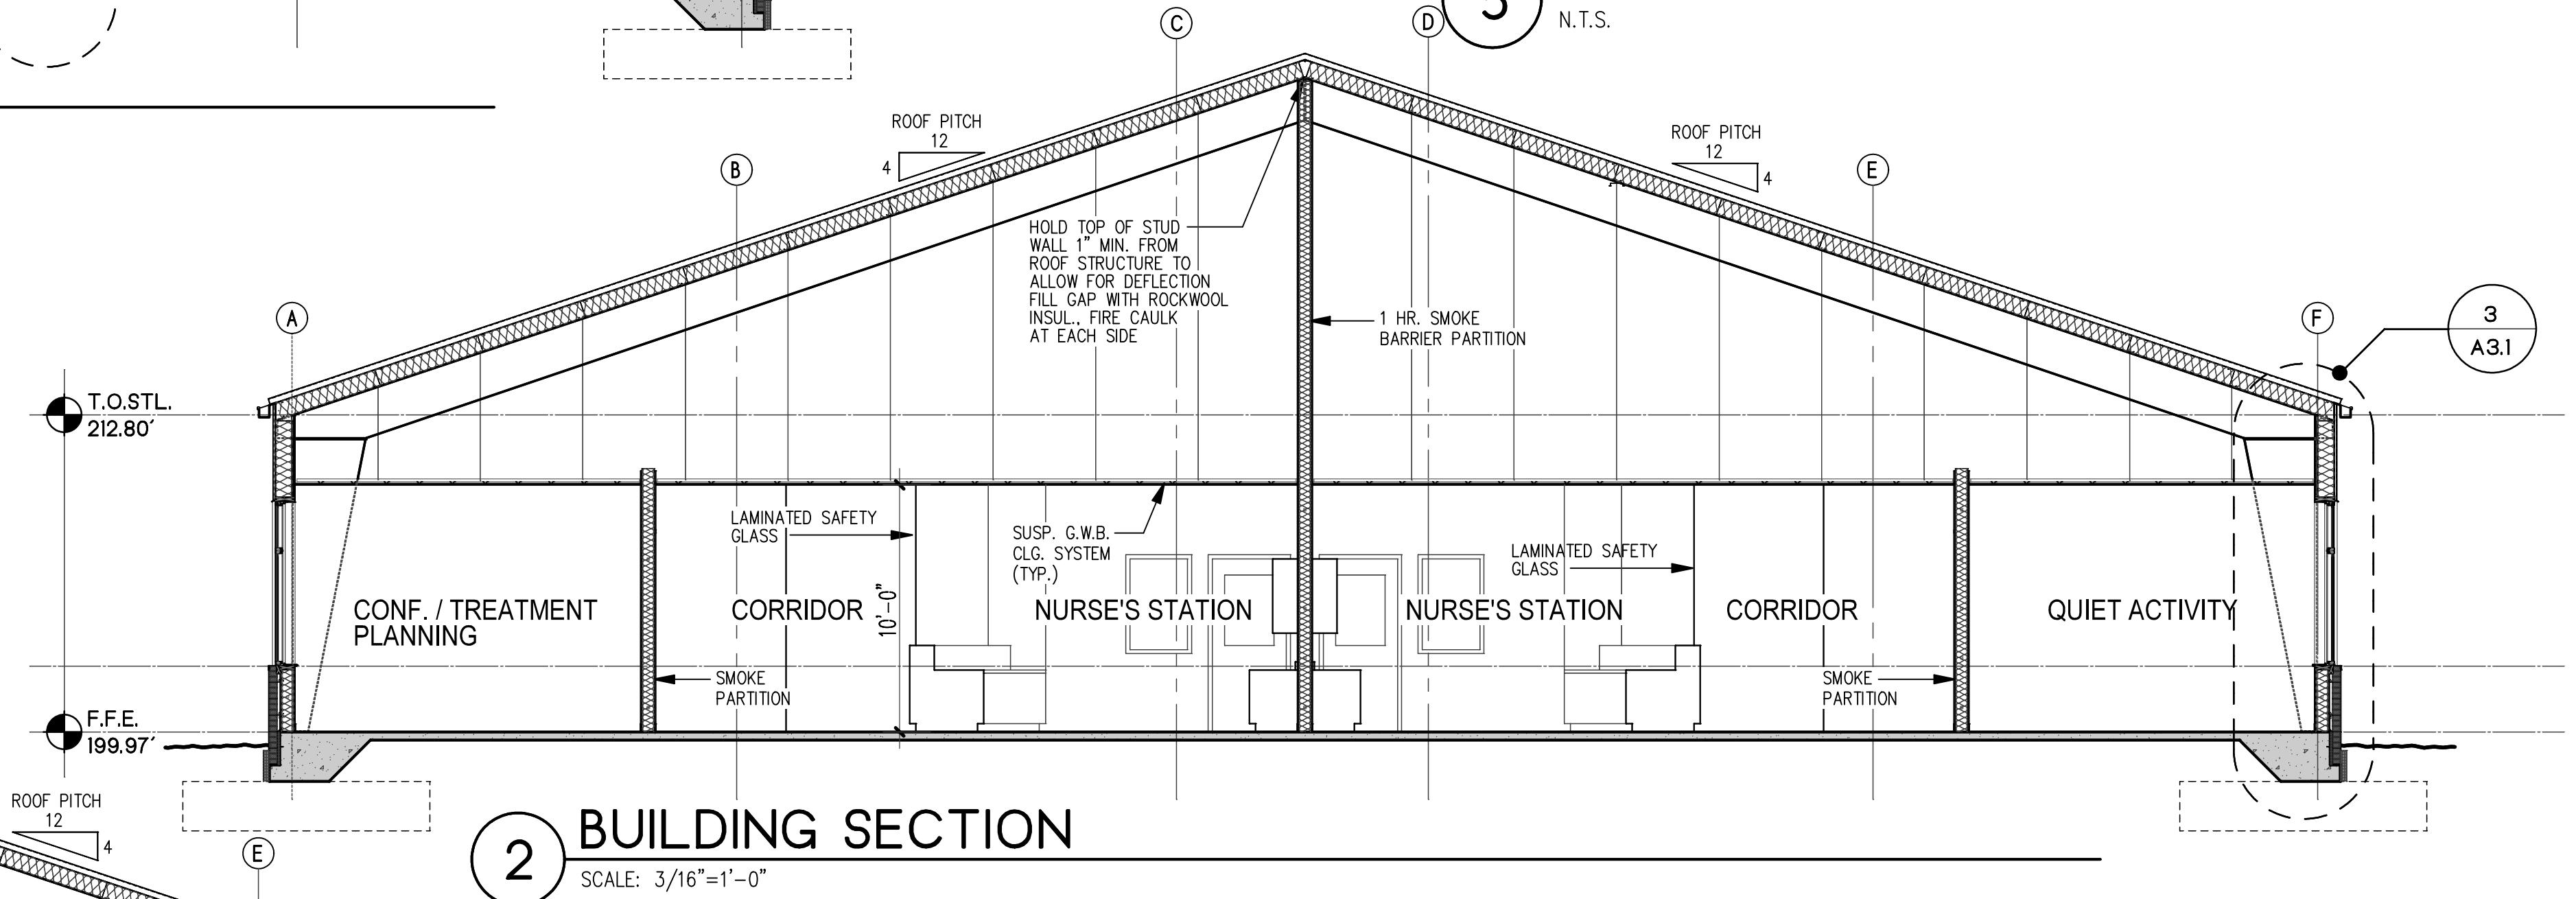 3
N.T.S.
C
D
ROOF PITCH
12
4
ROOF PITCH
12
4
B
E
HOLD TOP OF STUD
WALL 1" MIN. FROM
ROOF STRUCTURE TO
ALLOW FOR DEFLECTION
FILL GAP WITH ROCKWOOL
INSUL., FIRE CAULK
AT EACH SIDE
1 HR. SMOKE
BARRIER PARTITION
A
F
3
A3.1
T.O.STL.
212.80'
LAMINATED SAFETY
GLASS
SUSP. G.W.B.
CLG. SYSTEM
(TYP.)
LAMINATED SAFETY
GLASS
CONF. / TREATMENT
PLANNING
CORRIDOR
10'-0"
NURSE'S STATION
NURSE'S STATION
CORRIDOR
QUIET ACTIVITY
SMOKE
PARTITION
SMOKE
PARTITION
F.F.E.
199.97'
ROOF PITCH
12
4
E
2
BUILDING SECTION
SCALE: 3/16"=1'-0"